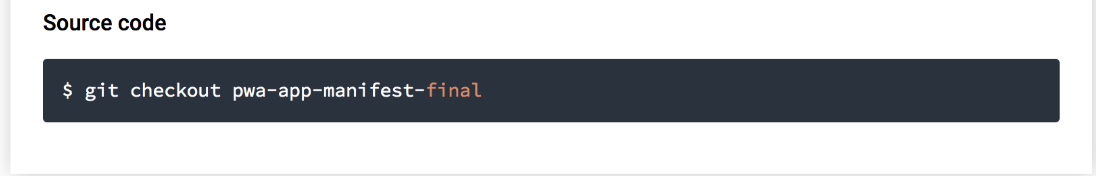 Source code
$ git checkout pwa-app-manifest-final